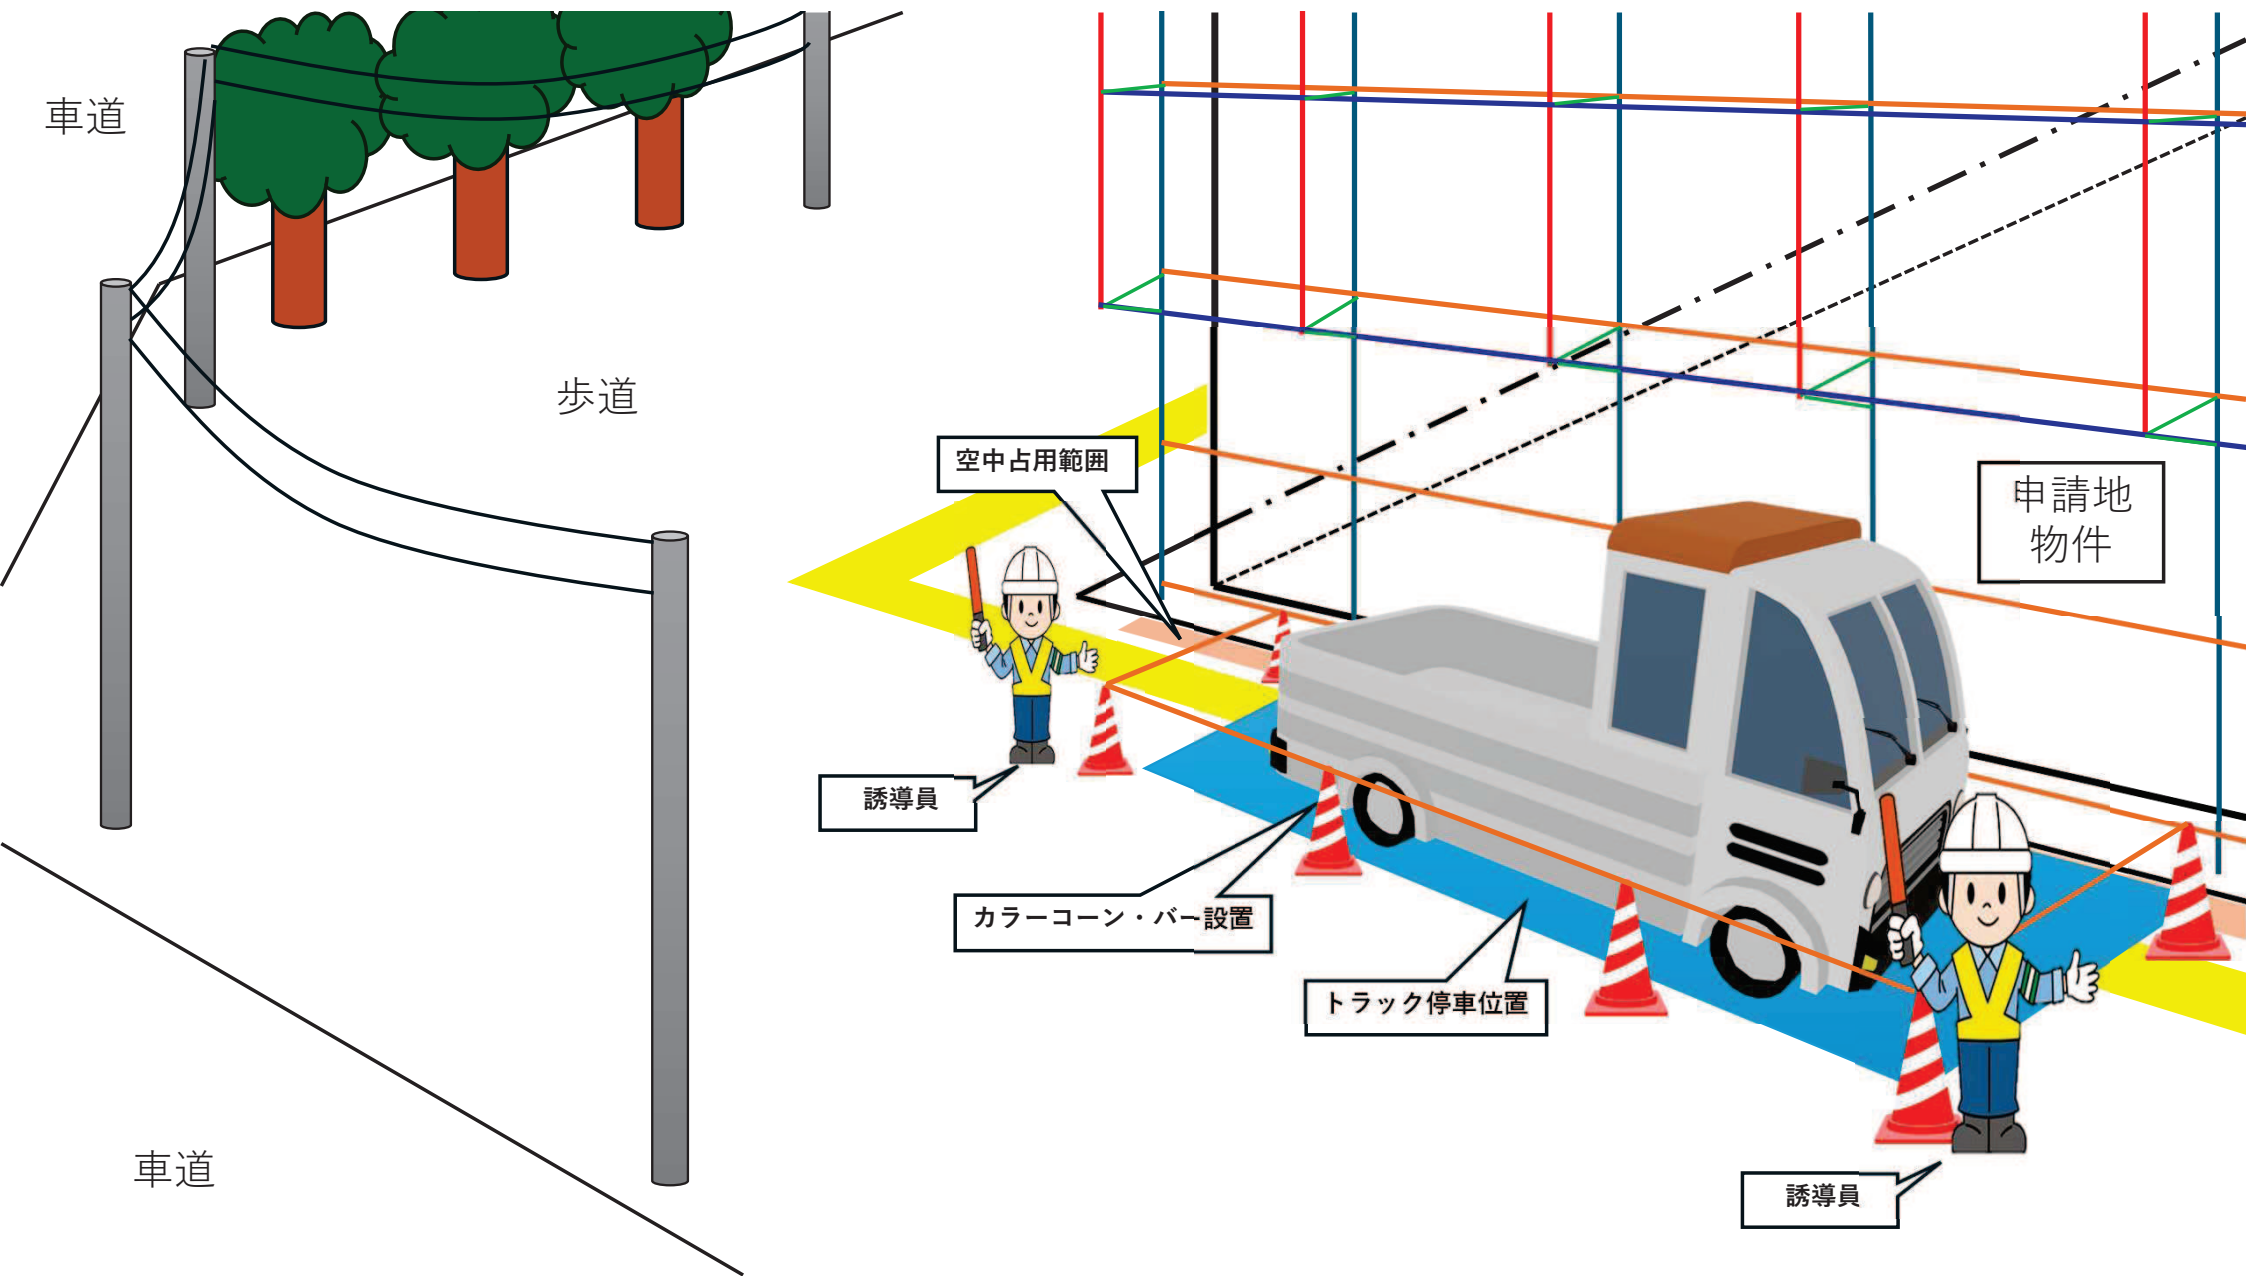 車道
歩道
空中占用範囲
申請地
物件
誘導員
カラーコーン・バー設置
トラック停車位置
車道
誘導員